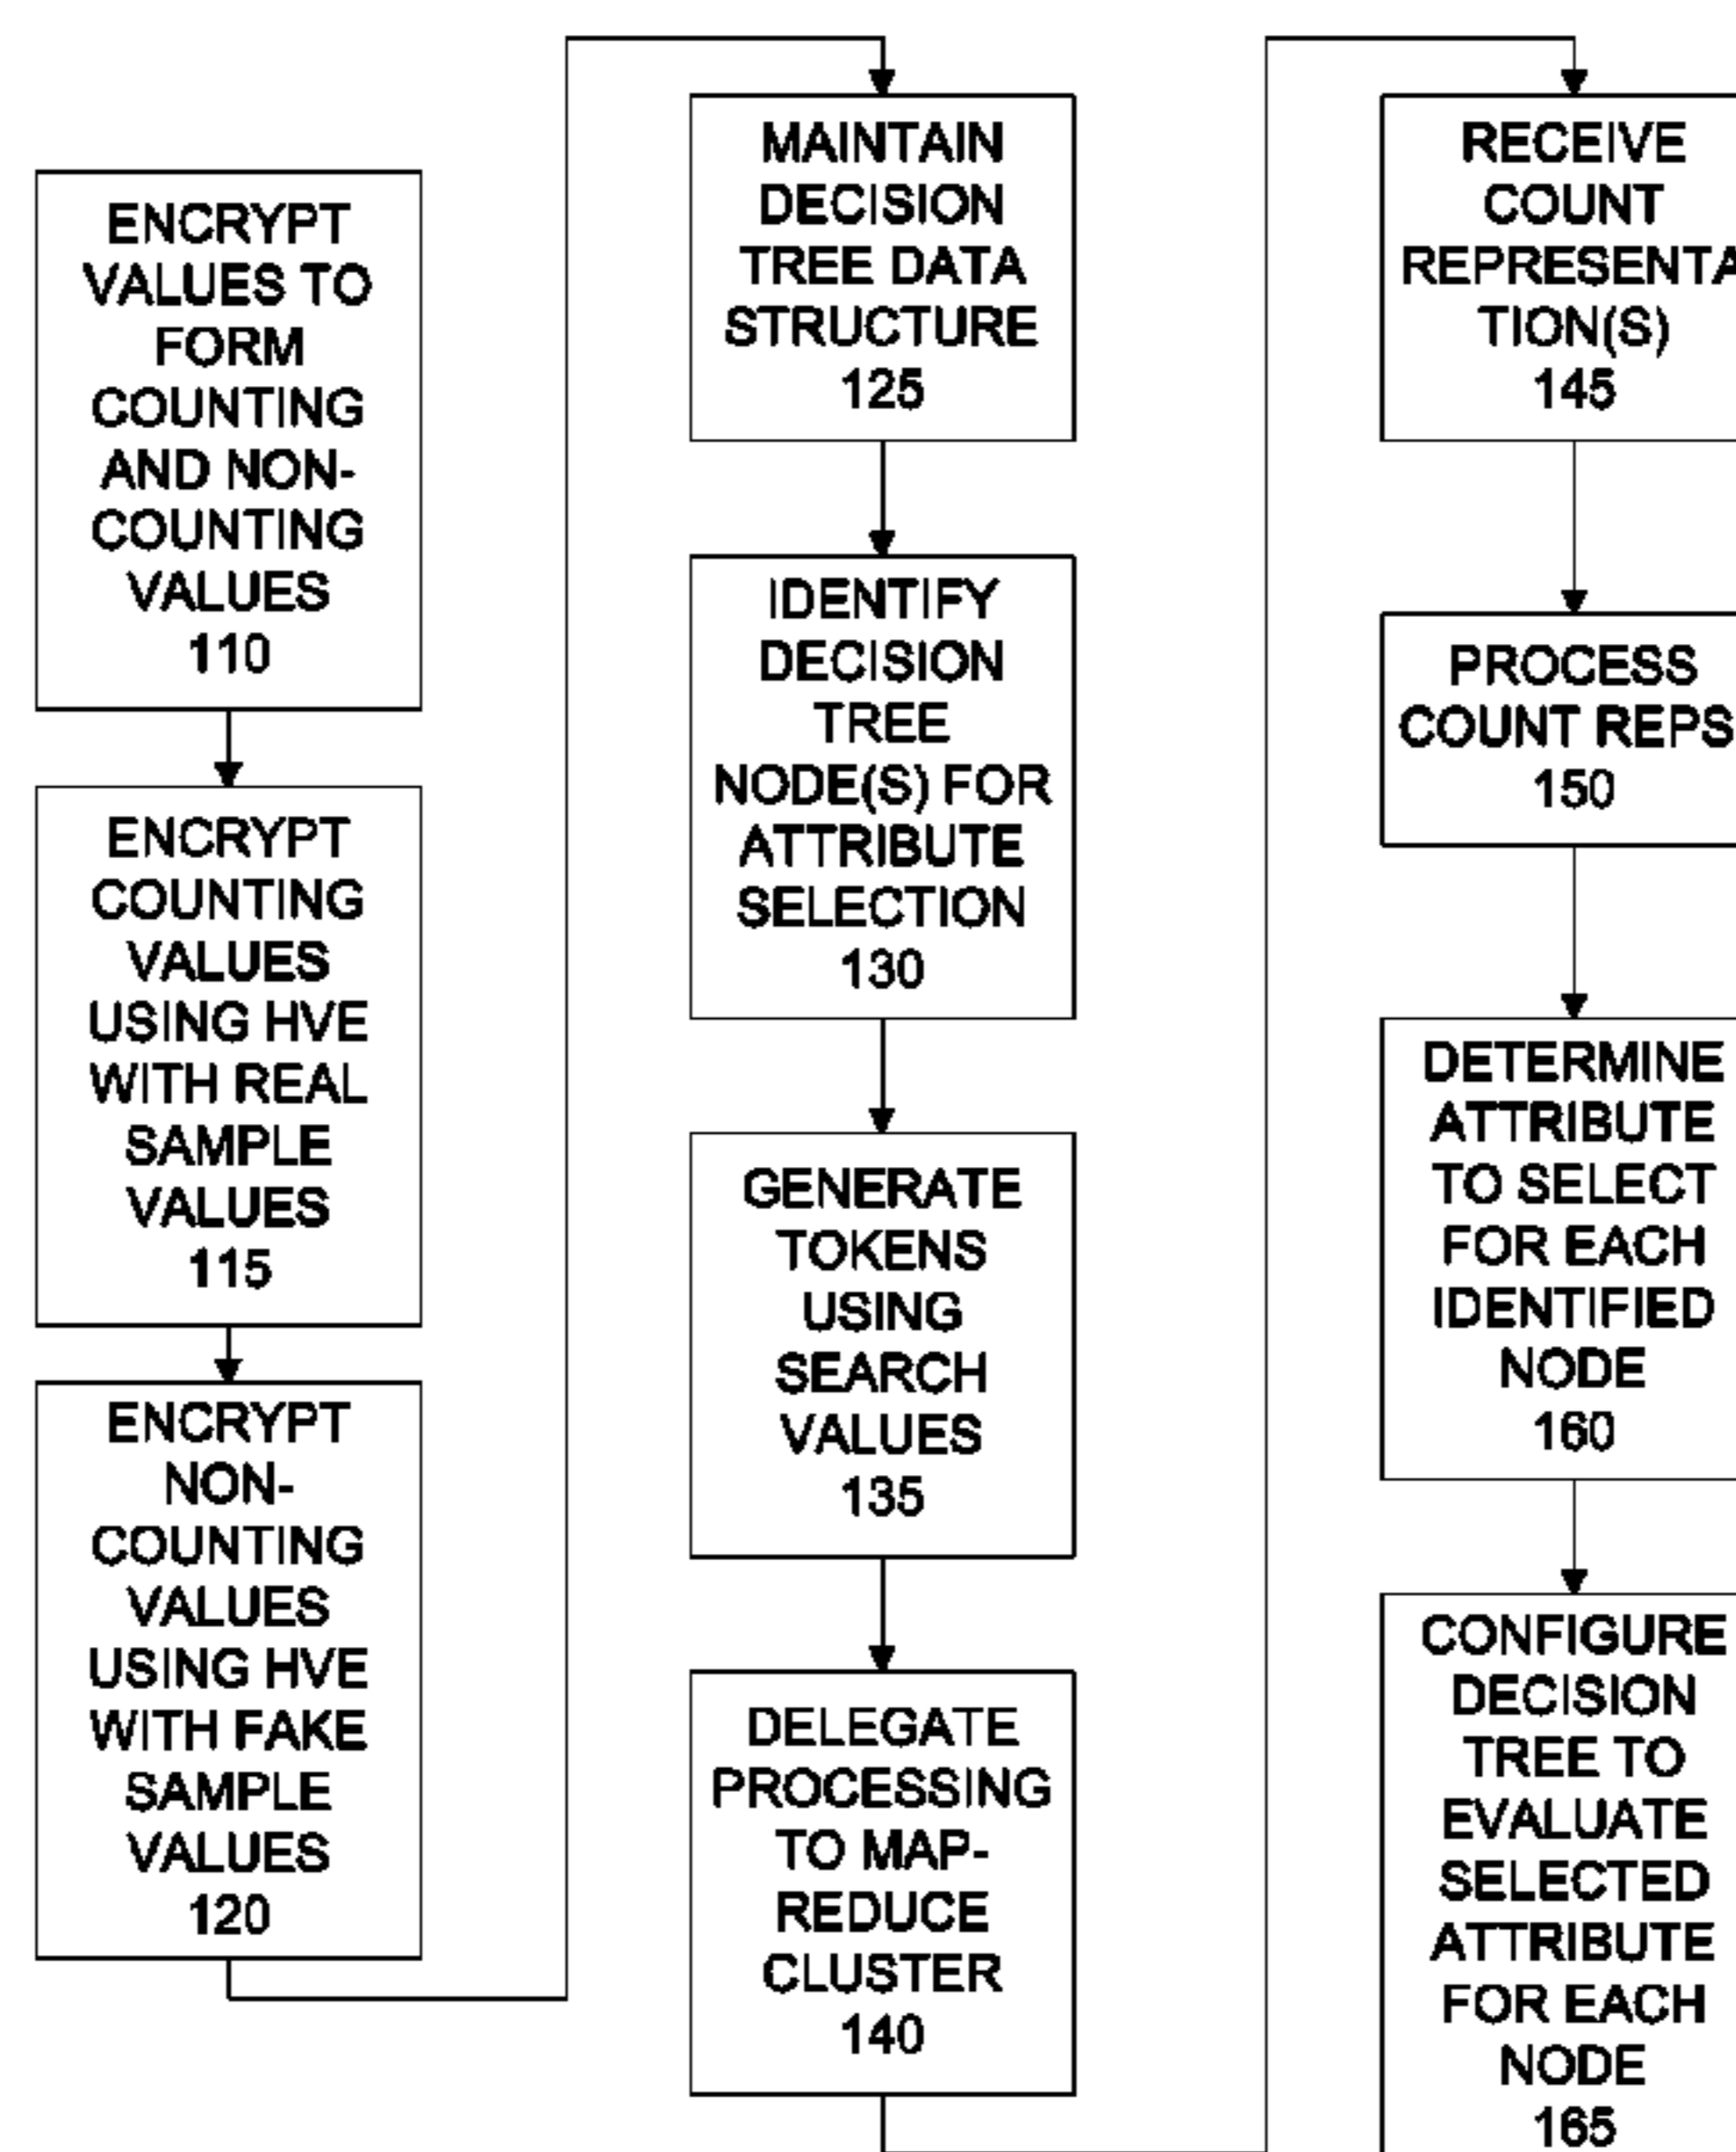 ENCRYPT
VALUES TO
FORM
COUNTING
AND NON-
COUNTING
VALUES
110
ENCRYPT
COUNTING
VALUES
USING HVE
WITH REAL
SAMPLE
VALUES
115
ENCRYPT
NON-
COUNTING
VALUES
USING HVE
WITH FAKE
SAMPLE
VALUES
120
MAINTAIN
DECISION
TREE DATA
STRUCTURE
125
IDENTIFY
DECISION
TREE
NODE(S) FOR
ATTRIBUTE
SELECTION
130
GENERATE
TOKENS
USING
SEARCH
VALUES
135
DELEGATE
PROCESSING
TO MAP-
REDUCE
CLUSTER
140
RECEIVE
COUNT
REPRESENTA
TION(S)
145
PROCESS
COUNT REPS
150
DETERMINE
ATTRIBUTE
TO SELECT
FOR EACH
IDENTIFIED
NODE
160
CONFIGURE
DECISION
TREE TO
EVALUATE
SELECTED
ATTRIBUTE
FOR EACH
NODE
165